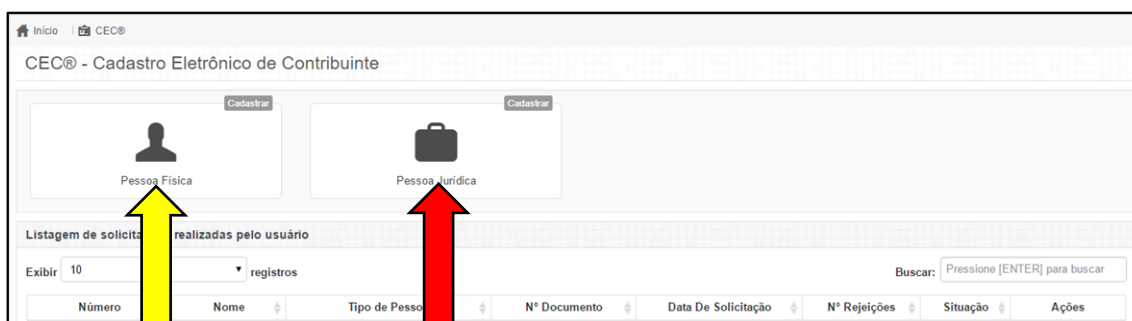 Início CEC®
CEC® - Cadastro Eletrônico de Contribuinte
Cadastrar Cadastrar
Pessoa Física Pessoa Jurídica
Listagem de realizadas pelo usuário
Exibir 10 registros Buscar: Pressione [ENTER] para buscar
Número Nome Tipo de Nº Documento Data De Solicitação Nº Rejeições Situação Ações